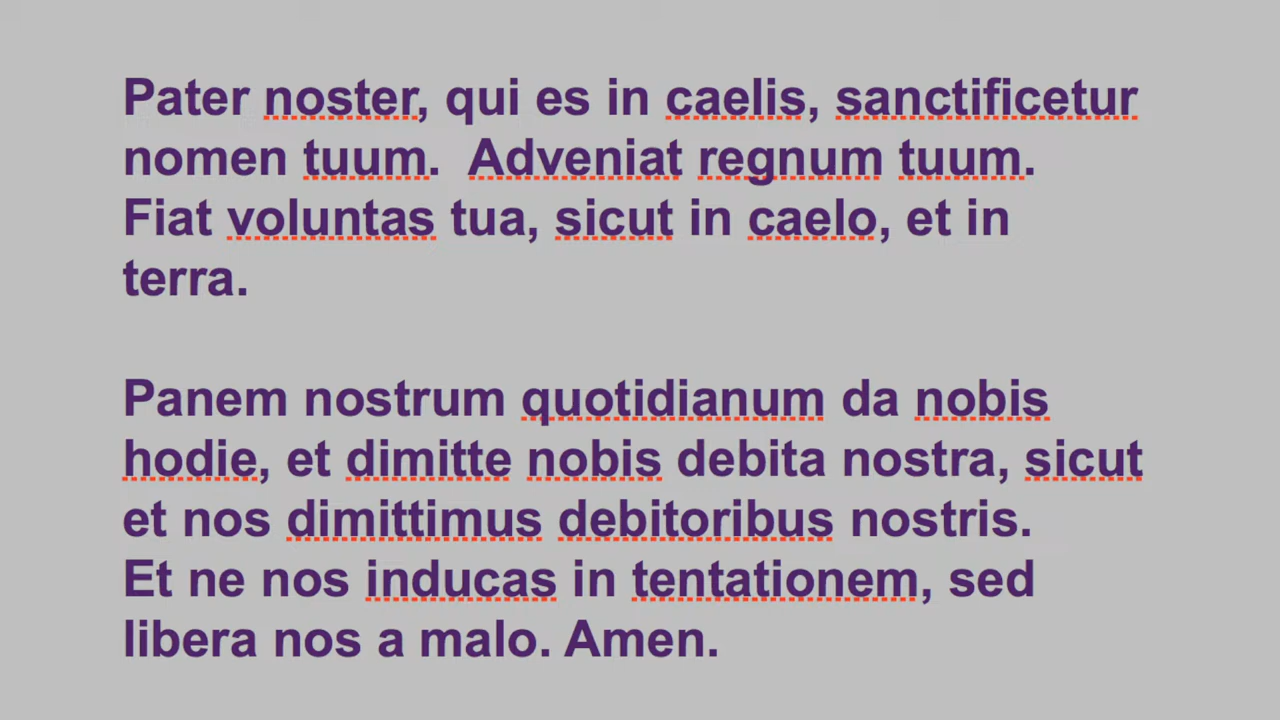 Pater noster, qui es in caelis, sanctificetur
nomen tuum.  Adveniat regnum tuum.
Fiat voluntas tua, sicut in caelo, et in
terra.
Panem nostrum quotidianum da nobis
hodie, et dimitte nobis debita nostra, sicut
et nos dimittimus debitoribus nostris.
Et ne nos inducas in tentationem, sed
libera nos a malo. Amen.